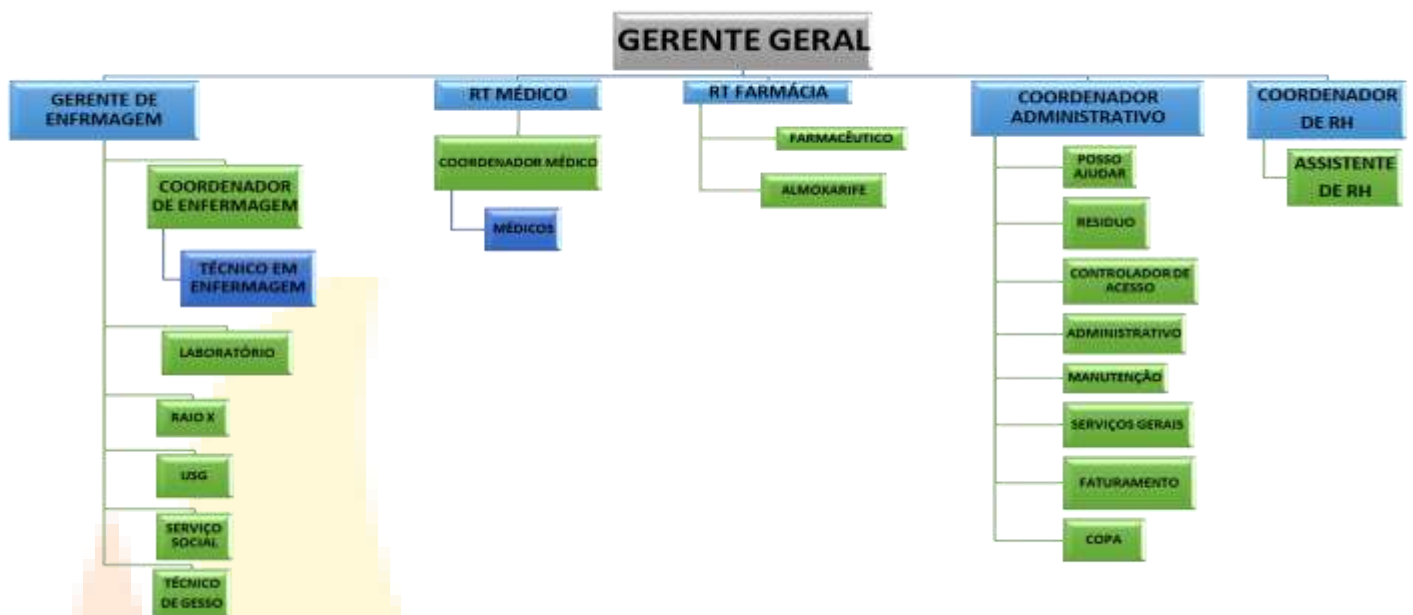 GERENTE GERAL
GERENTE DE
ENFRMAGEM
COORDENADOR
DE ENFERMAGEM
TÉCNICO EM
ENFERMAGEM
LABORATÓRIO
RAIO X
USG
SERVIÇO
SOCIAL
TÉCNICO
DE GESSO
RT MÉDICO
COORDENADOR MÉDICO
MÉDICOS
RT FARMÁCIA
FARMACÊUTICO
ALMOXARIFE
COORDENADOR
ADMINISTRATIVO
POSSO
AJUDAR
RESIDUO
CONTROLADOR DE
ACESSO
ADMINISTRATIVO
MANUTENÇÃO
SERVIÇOS GERAIS
FATURAMENTO
COPA
COORDENADOR
DE RH
ASSISTENTE
DE RH